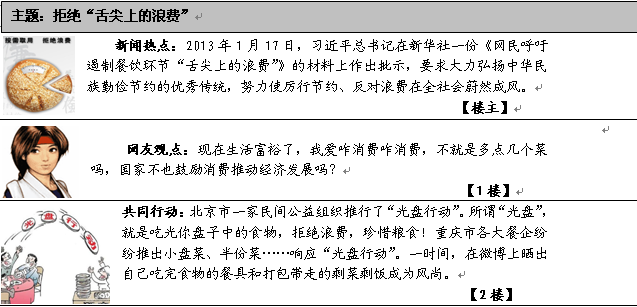 主题：拒绝“舌尖上的浪费”
按需取用 拒绝浪费
新闻热点：2013年1月17日，习近平总书记在新华社一份《网民呼吁
遏制餐饮环节“舌尖上的浪费”》的材料上作出批示，要求大力弘扬中华民
族勤俭节约的优秀传统，努力使厉行节约、反对浪费在全社会蔚然成风。
【楼主】
网友观点：现在生活富裕了，我爱咋消费咋消费，不就是多点几个菜
吗，国家不也鼓励消费推动经济发展吗？
【1楼】
光盘行动
共同行动：北京市一家民间公益组织推行了“光盘行动”。所谓“光盘”，
就是吃光你盘子中的食物，拒绝浪费，珍惜粮食！重庆市各大餐企纷
纷推出小盘菜、半份菜……响应“光盘行动”。一时间，在微博上晒出
自己吃完食物的餐具和打包带走的剩菜剩饭成为风尚。
【2楼】